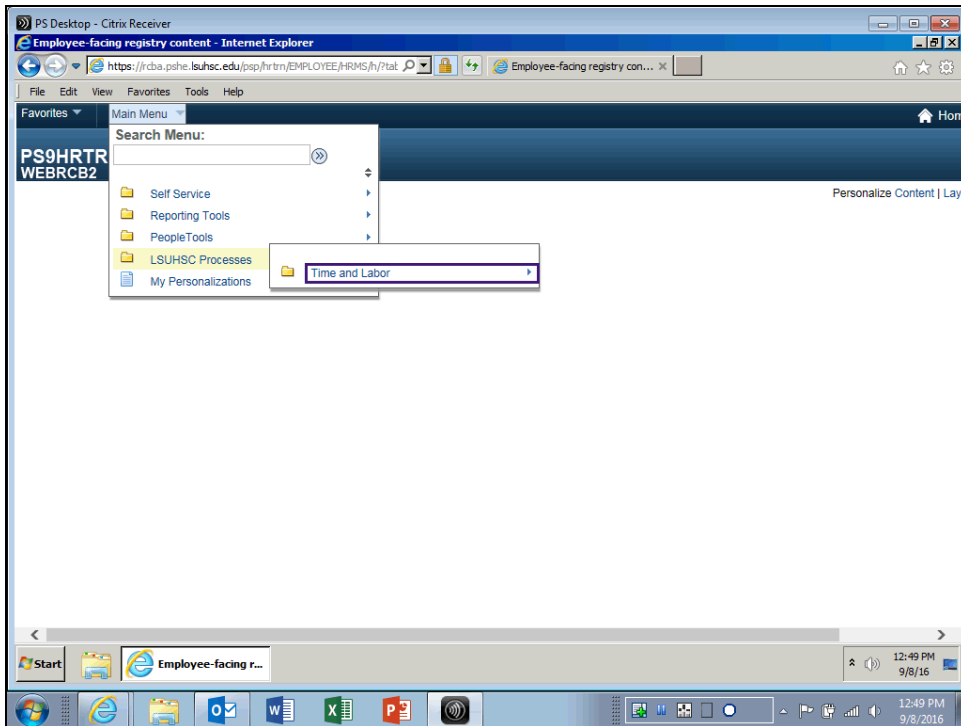 PS Desktop - Citrix Receiver
Employee-facing registry content - Internet Explorer
https://rcba.pshe.lsuhsc.edu/psp/hrtrn/EMPLOYEE/HRMS/h/?tab
Employee-facing registry con...
File Edit View Favorites Tools Help
Favorites Main Menu Hom
Search Menu:
PS9HRTR
WEBRCB2
Personalize Content | Lay
Self Service
Reporting Tools
PeopleTools
LSUHSC Processes
Time and Labor
My Personalizations
Start Employee-facing r...
12:49 PM
9/8/16
12:49 PM
9/8/2016